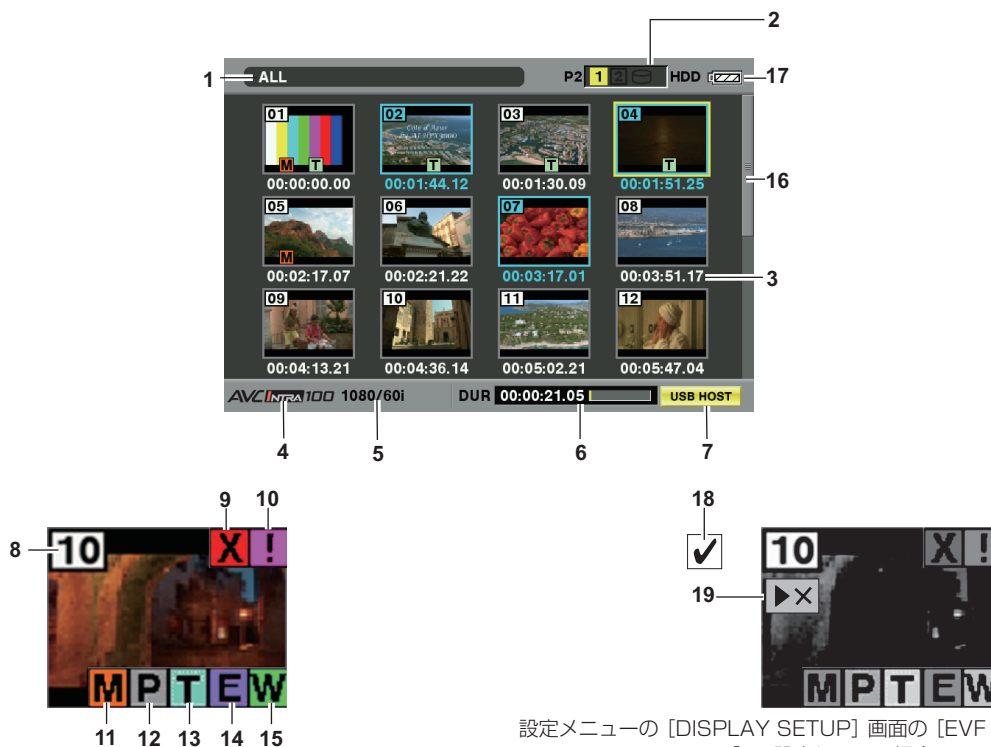 2
1 ALL P2 1 2 HDD 17
01 02 03 04
Côte d'Azur
by AJ-HPX3000
M T T T T
00:00:00.00 00:01:44.12 00:01:30.09 00:01:51.25
16
05 06 07 08
M
00:02:17.07 00:02:21.22 00:03:17.01 00:03:51.17 3
09 10 11 12
00:04:13.21 00:04:36.14 00:05:02.21 00:05:47.04
AVC INTRA 100 1080/60i DUR 00:00:21.05 USB HOST
4 5 6 7
9 10
8 10 X !
M P T E W
11 12 13 14 15
18
✔ 10 X !
19 ▶×
M P T E W
設定メニューの［DISPLAY SETUP］画面の［EVF